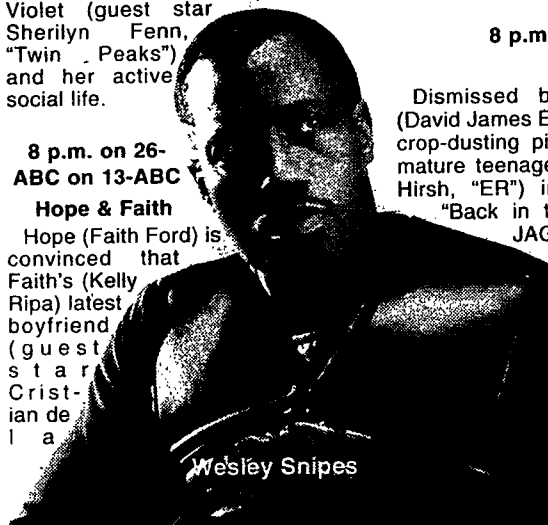 Violet (guest star
Sherilyn Fenn,
“Twin Peaks”)
and her active
social life.
8 p.m. on 26-
ABC on 13-ABC
Hope & Faith
Hope (Faith Ford) is
convinced that
Faith’s (Kelly
Ripa) latest
boyfriend
(guest
star
Crist-
ian de
la
8 p.m
Dismissed b
(David James E
crop-dusting pi
mature teenage
Hirsh, “ER”) i
“Back in t
JAG
Wesley Snipes